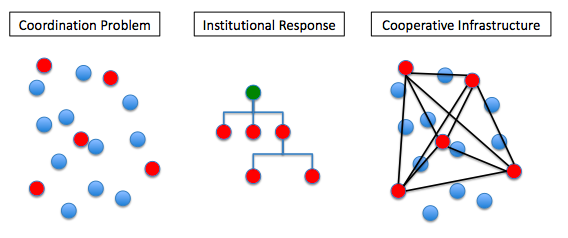 Coordination Problem
Institutional Response
Cooperative Infrastructure